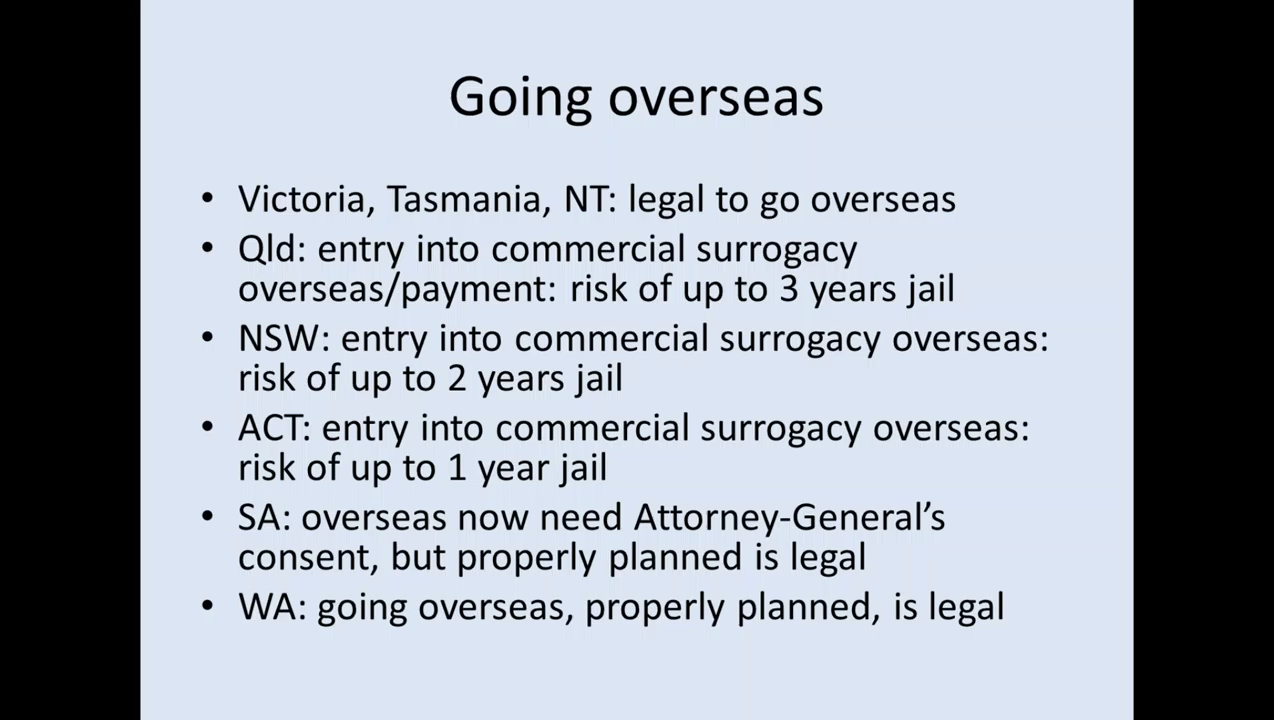 Going overseas
• Victoria, Tasmania, NT: legal to go overseas
• Qld: entry into commercial surrogacy
overseas/payment: risk of up to 3 years jail
• NSW: entry into commercial surrogacy overseas:
risk of up to 2 years jail
• ACT: entry into commercial surrogacy overseas:
risk of up to 1 year jail
• SA: overseas now need Attorney-General’s
consent, but properly planned is legal
• WA: going overseas, properly planned, is legal